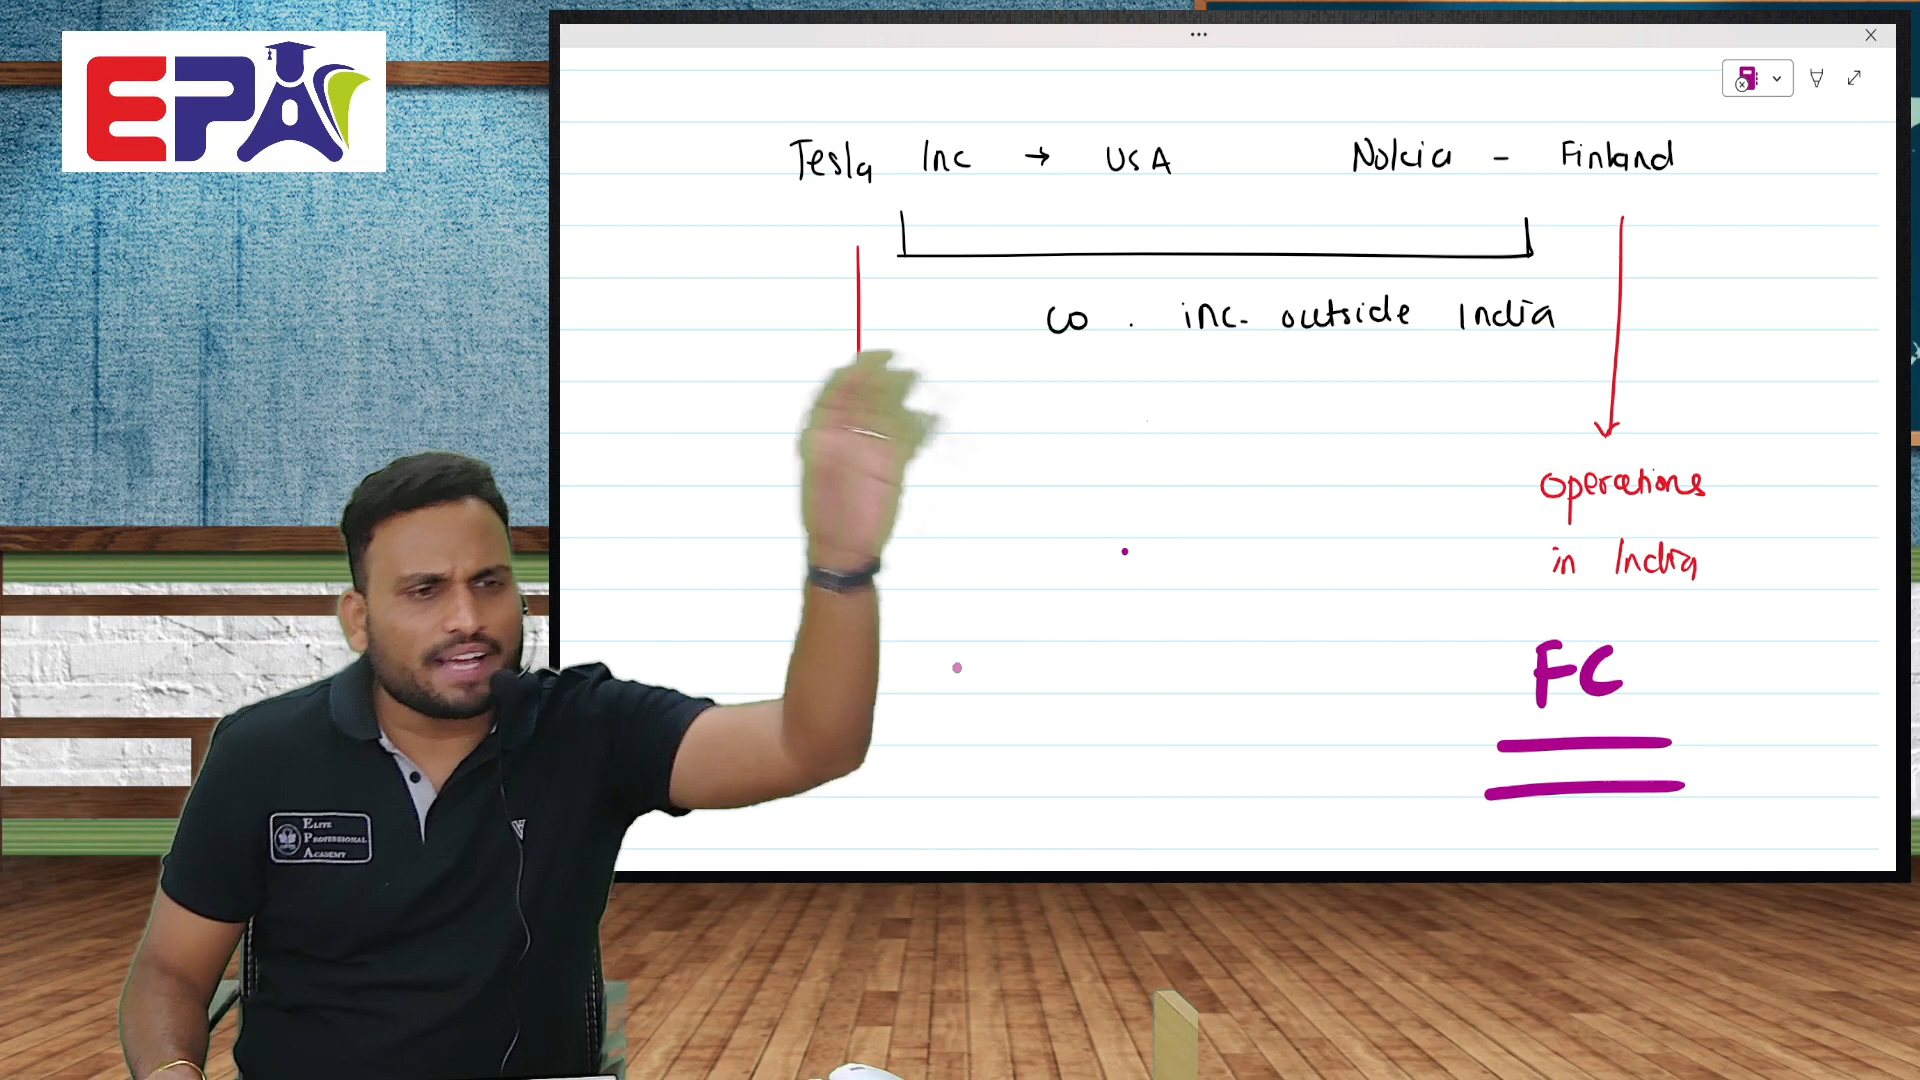 EPA
Tesla Inc → USA
Nokia - Finland
co. inc. outside India
operations
in India
FC
ELITE
PROFESSIONAL
ACADEMY